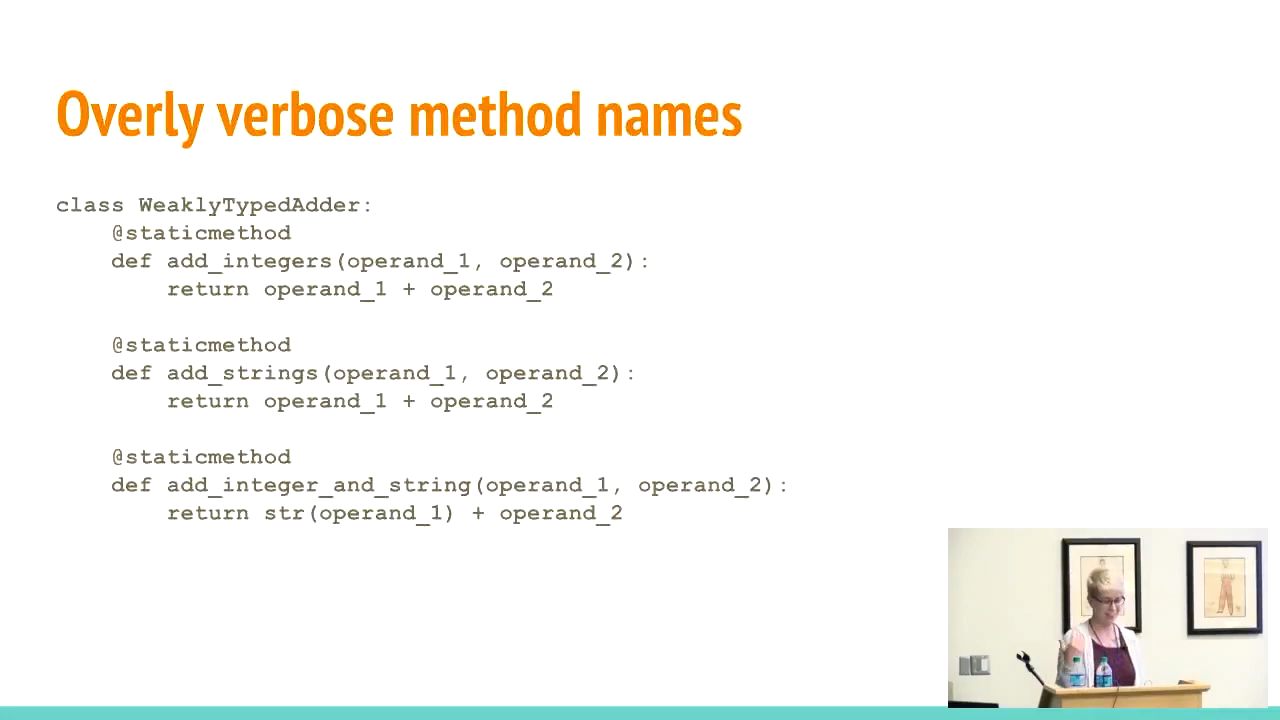 Overly verbose method names
class WeaklyTypedAdder:
    @staticmethod
    def add_integers(operand_1, operand_2):
        return operand_1 + operand_2

    @staticmethod
    def add_strings(operand_1, operand_2):
        return operand_1 + operand_2

    @staticmethod
    def add_integer_and_string(operand_1, operand_2):
        return str(operand_1) + operand_2